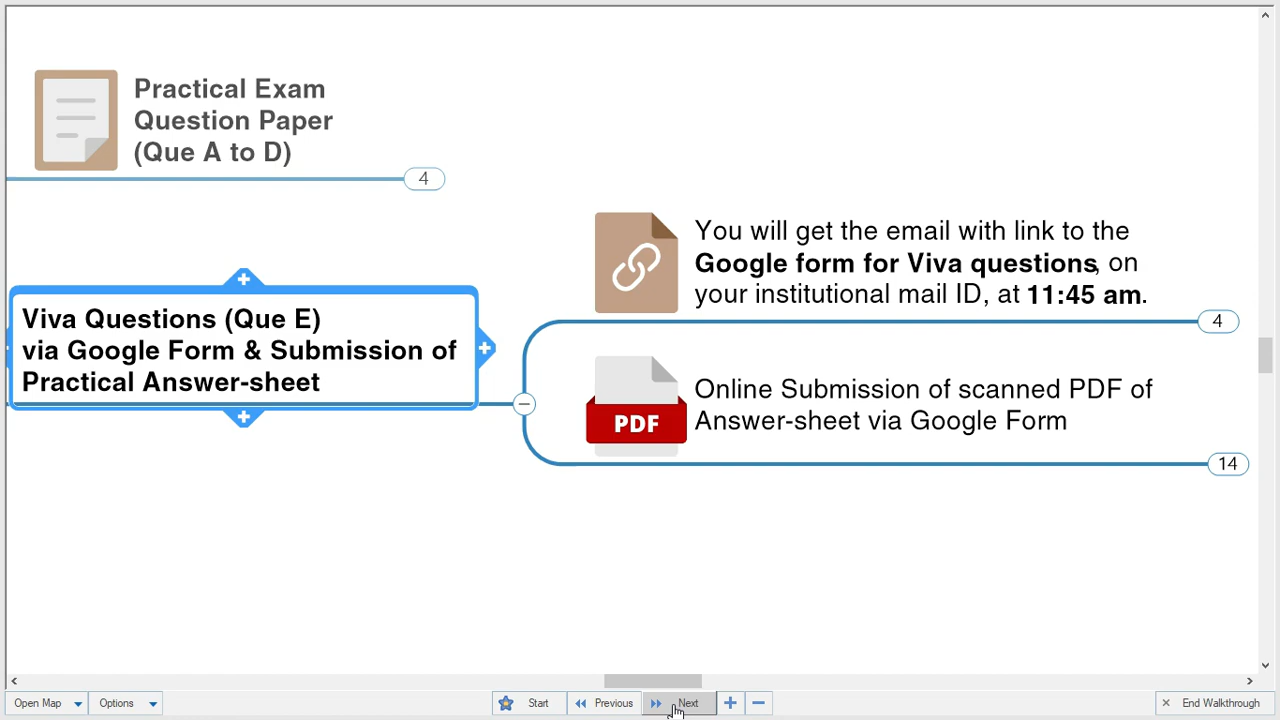 Practical Exam
Question Paper
(Que A to D)
4
You will get the email with link to the
Google form for Viva questions, on
your institutional mail ID, at 11:45 am.
4
Viva Questions (Que E)
via Google Form & Submission of
Practical Answer-sheet
PDF
Online Submission of scanned PDF of
Answer-sheet via Google Form
14
Open Map
Options
Start
Previous
Next
End Walkthrough